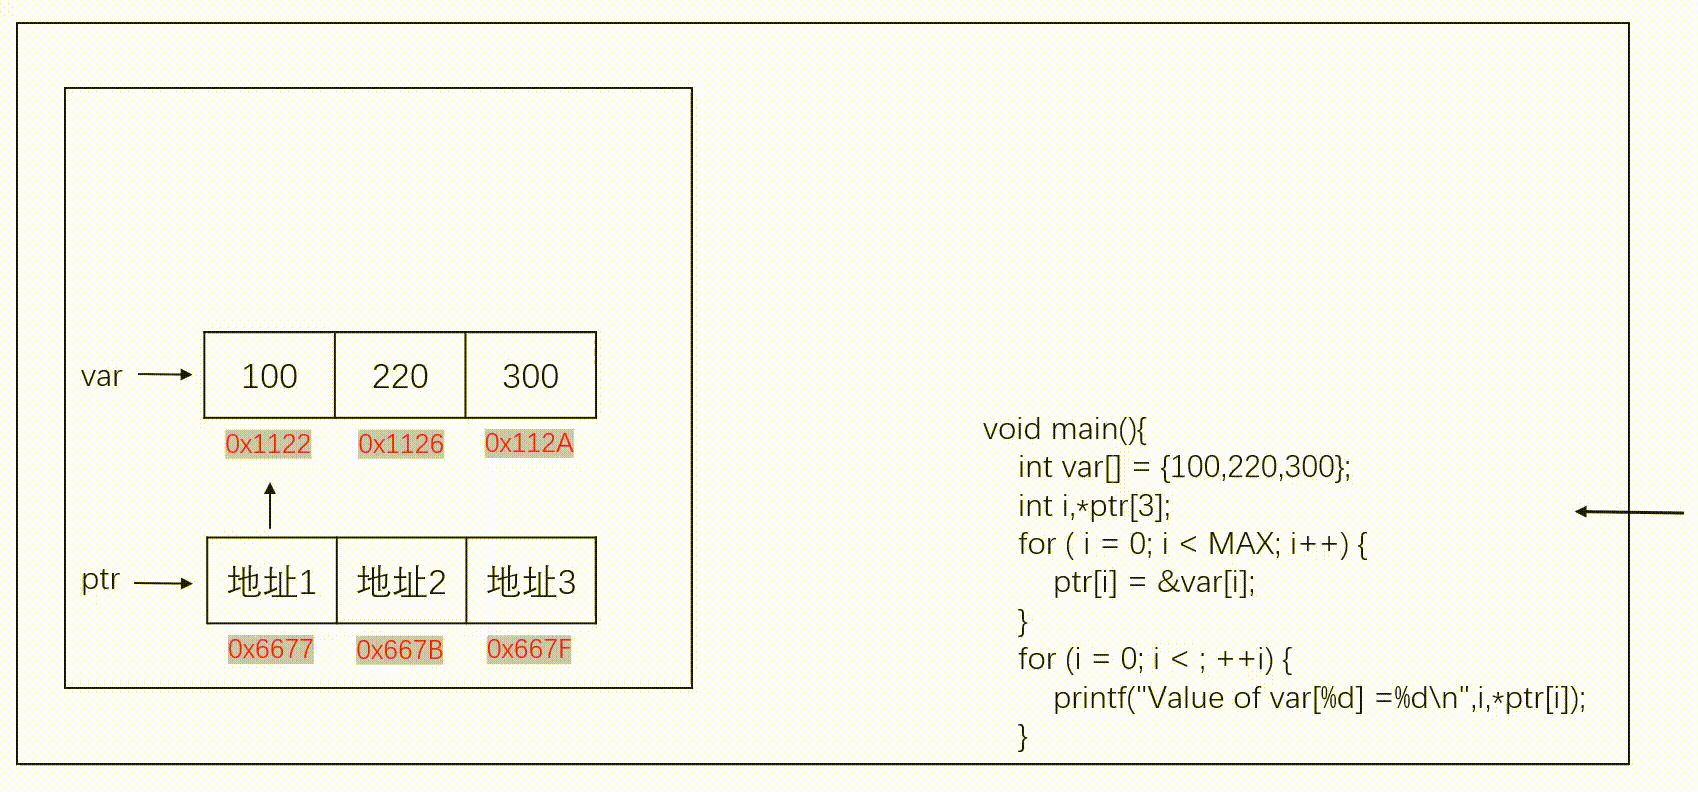 var
100 220 300
0x1122 0x1126 0x112A
ptr
地址1 地址2 地址3
0x6677 0x667B 0x667F
void main(){
int var[] = {100,220,300};
int i,*ptr[3];
for ( i = 0; i < MAX; i++) {
ptr[i] = &var[i];
}
for (i = 0; i < ; ++i) {
printf("Value of var[%d] =%d\n",i,*ptr[i]);
}